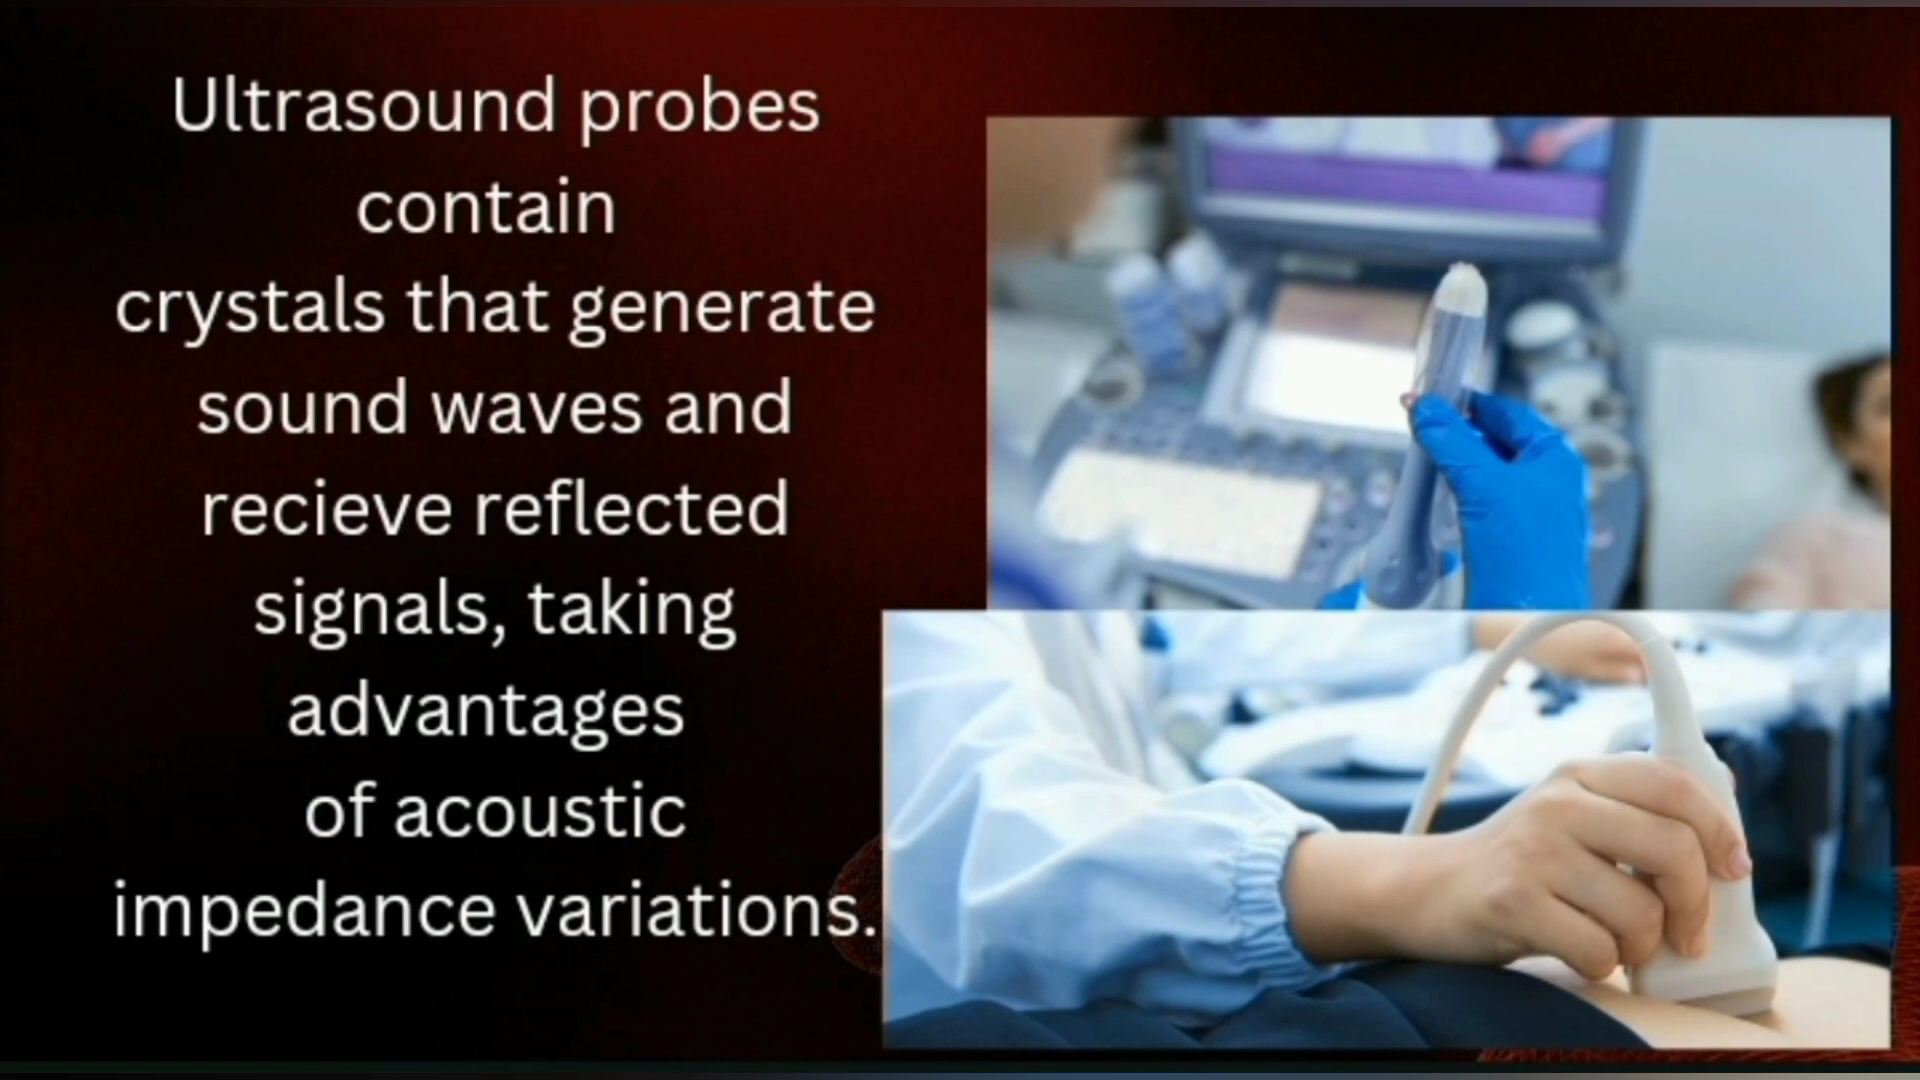 Ultrasound probes
contain
crystals that generate
sound waves and
recieve reflected
signals, taking
advantages
of acoustic
impedance variations.